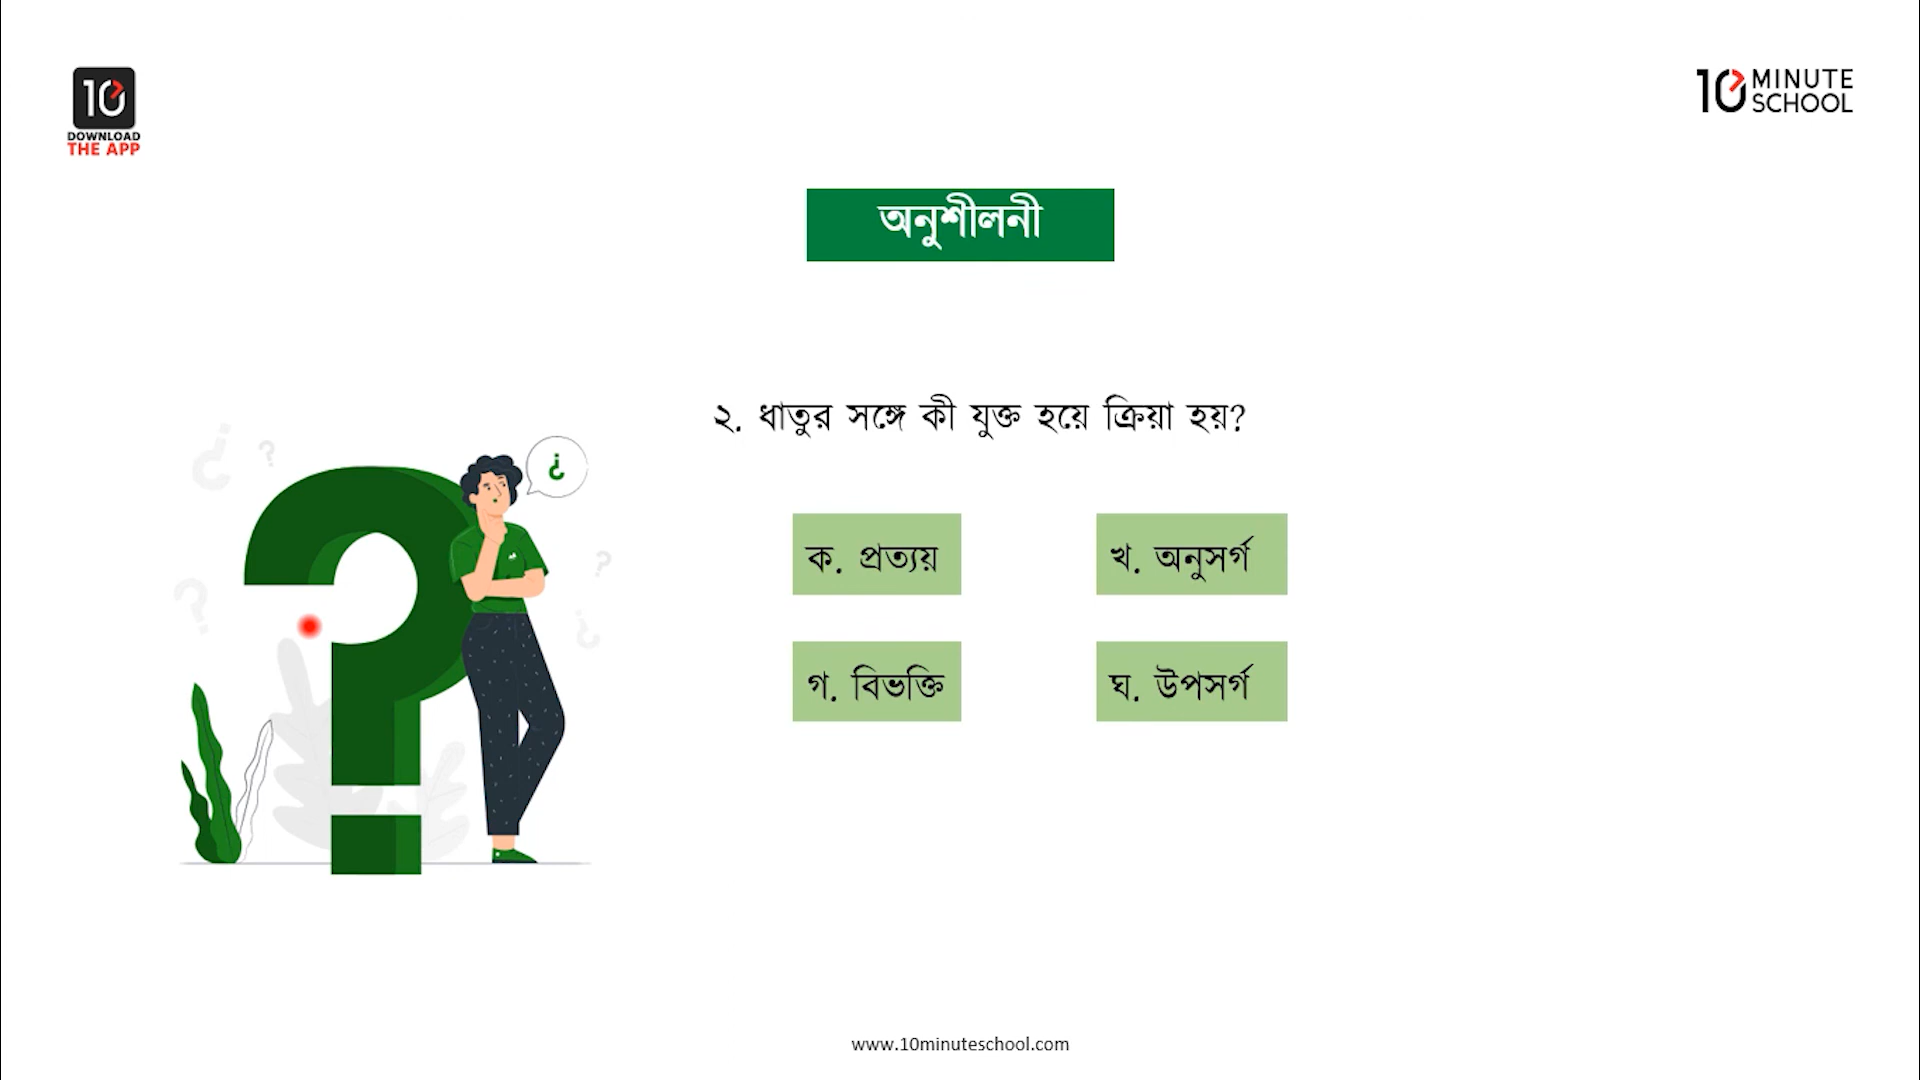 10
DOWNLOAD
THE APP
10 MINUTE
SCHOOL
অনুশীলনী
২. ধাতুর সঙ্গে কী যুক্ত হয়ে ক্রিয়া হয়?
ক. প্রত্যয়
খ. অনুসর্গ
গ. বিভক্তি
ঘ. উপসর্গ
www.10minuteschool.com